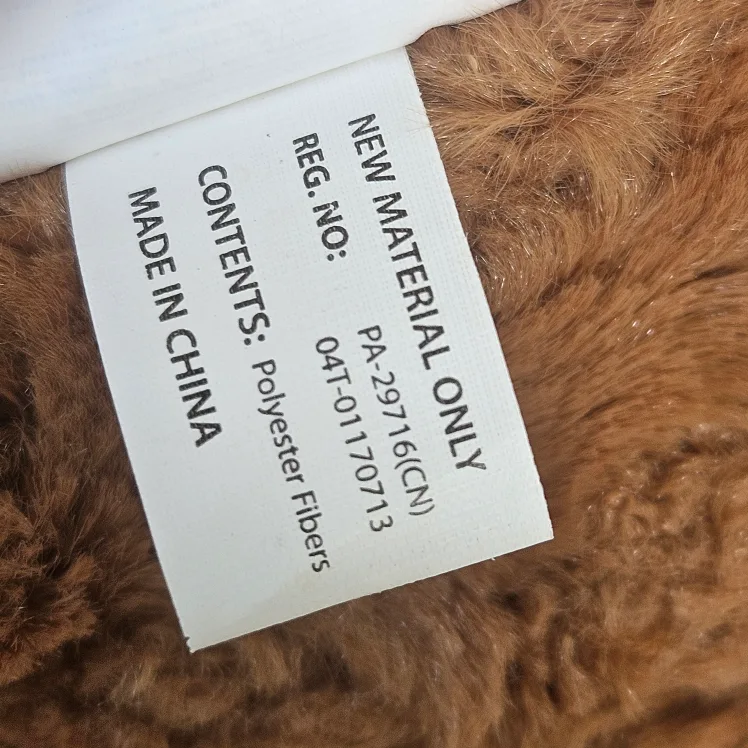 NEW MATERIAL ONLY
REG. NO: PA-29716(CN)
04T-01170713
CONTENTS: Polyester Fibers
MADE IN CHINA